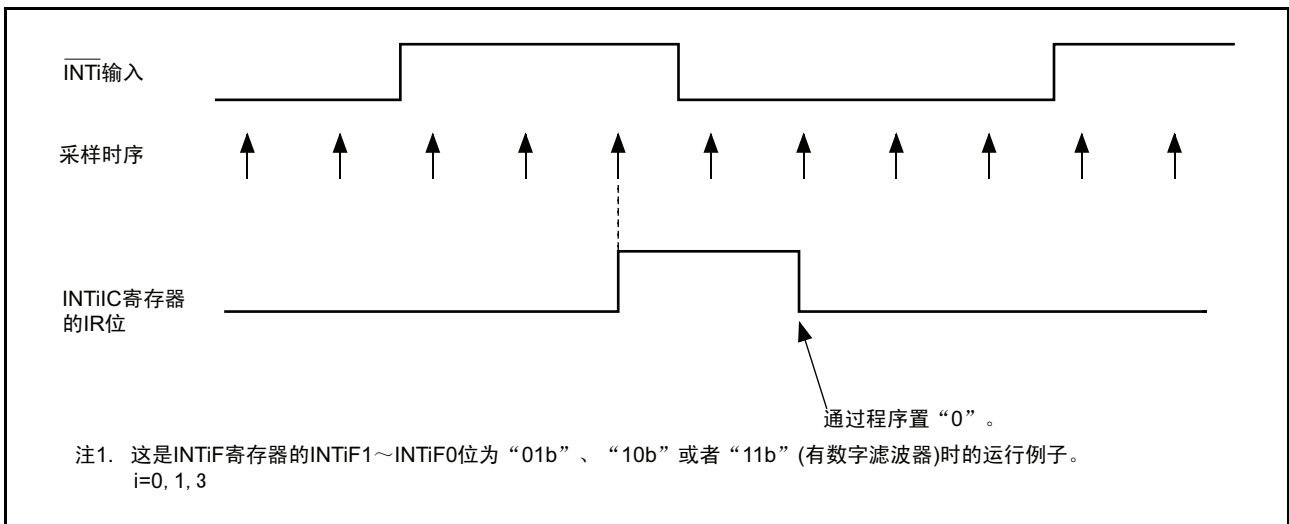 INTi输入
采样时序
INTiIC寄存器
的IR位
通过程序置“0”。
注1. 这是INTiF寄存器的INTiF1～INTiF0位为“01b”、“10b”或者“11b”(有数字滤波器)时的运行例子。
i=0, 1, 3